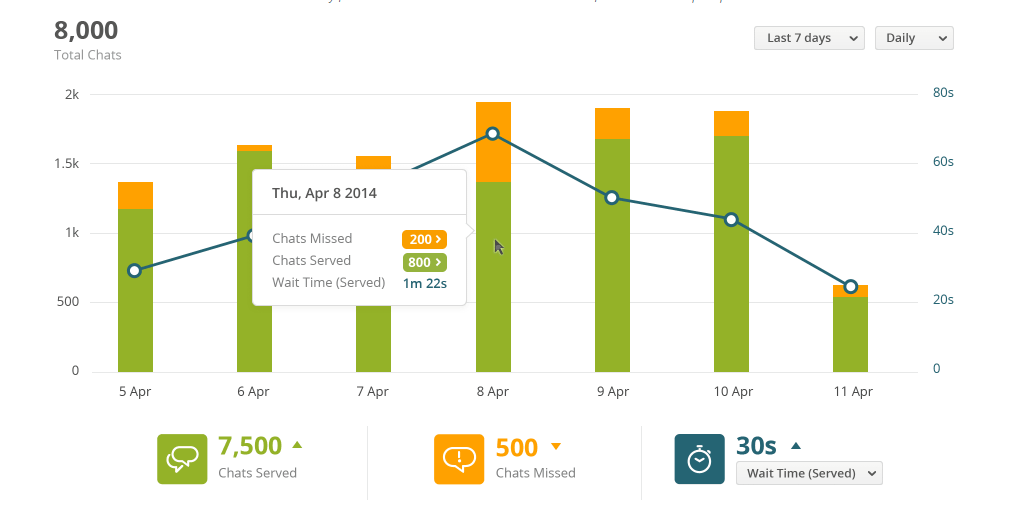 8,000
Total Chats
Last 7 days
Daily
2k
80s
1.5k
60s
Thu, Apr 8 2014
1k
40s
Chats Missed 200 >
Chats Served 800 >
Wait Time (Served) 1m 22s
500
20s
0
0
5 Apr 6 Apr 7 Apr 8 Apr 9 Apr 10 Apr 11 Apr
7,500
Chats Served
500
Chats Missed
30s
Wait Time (Served)